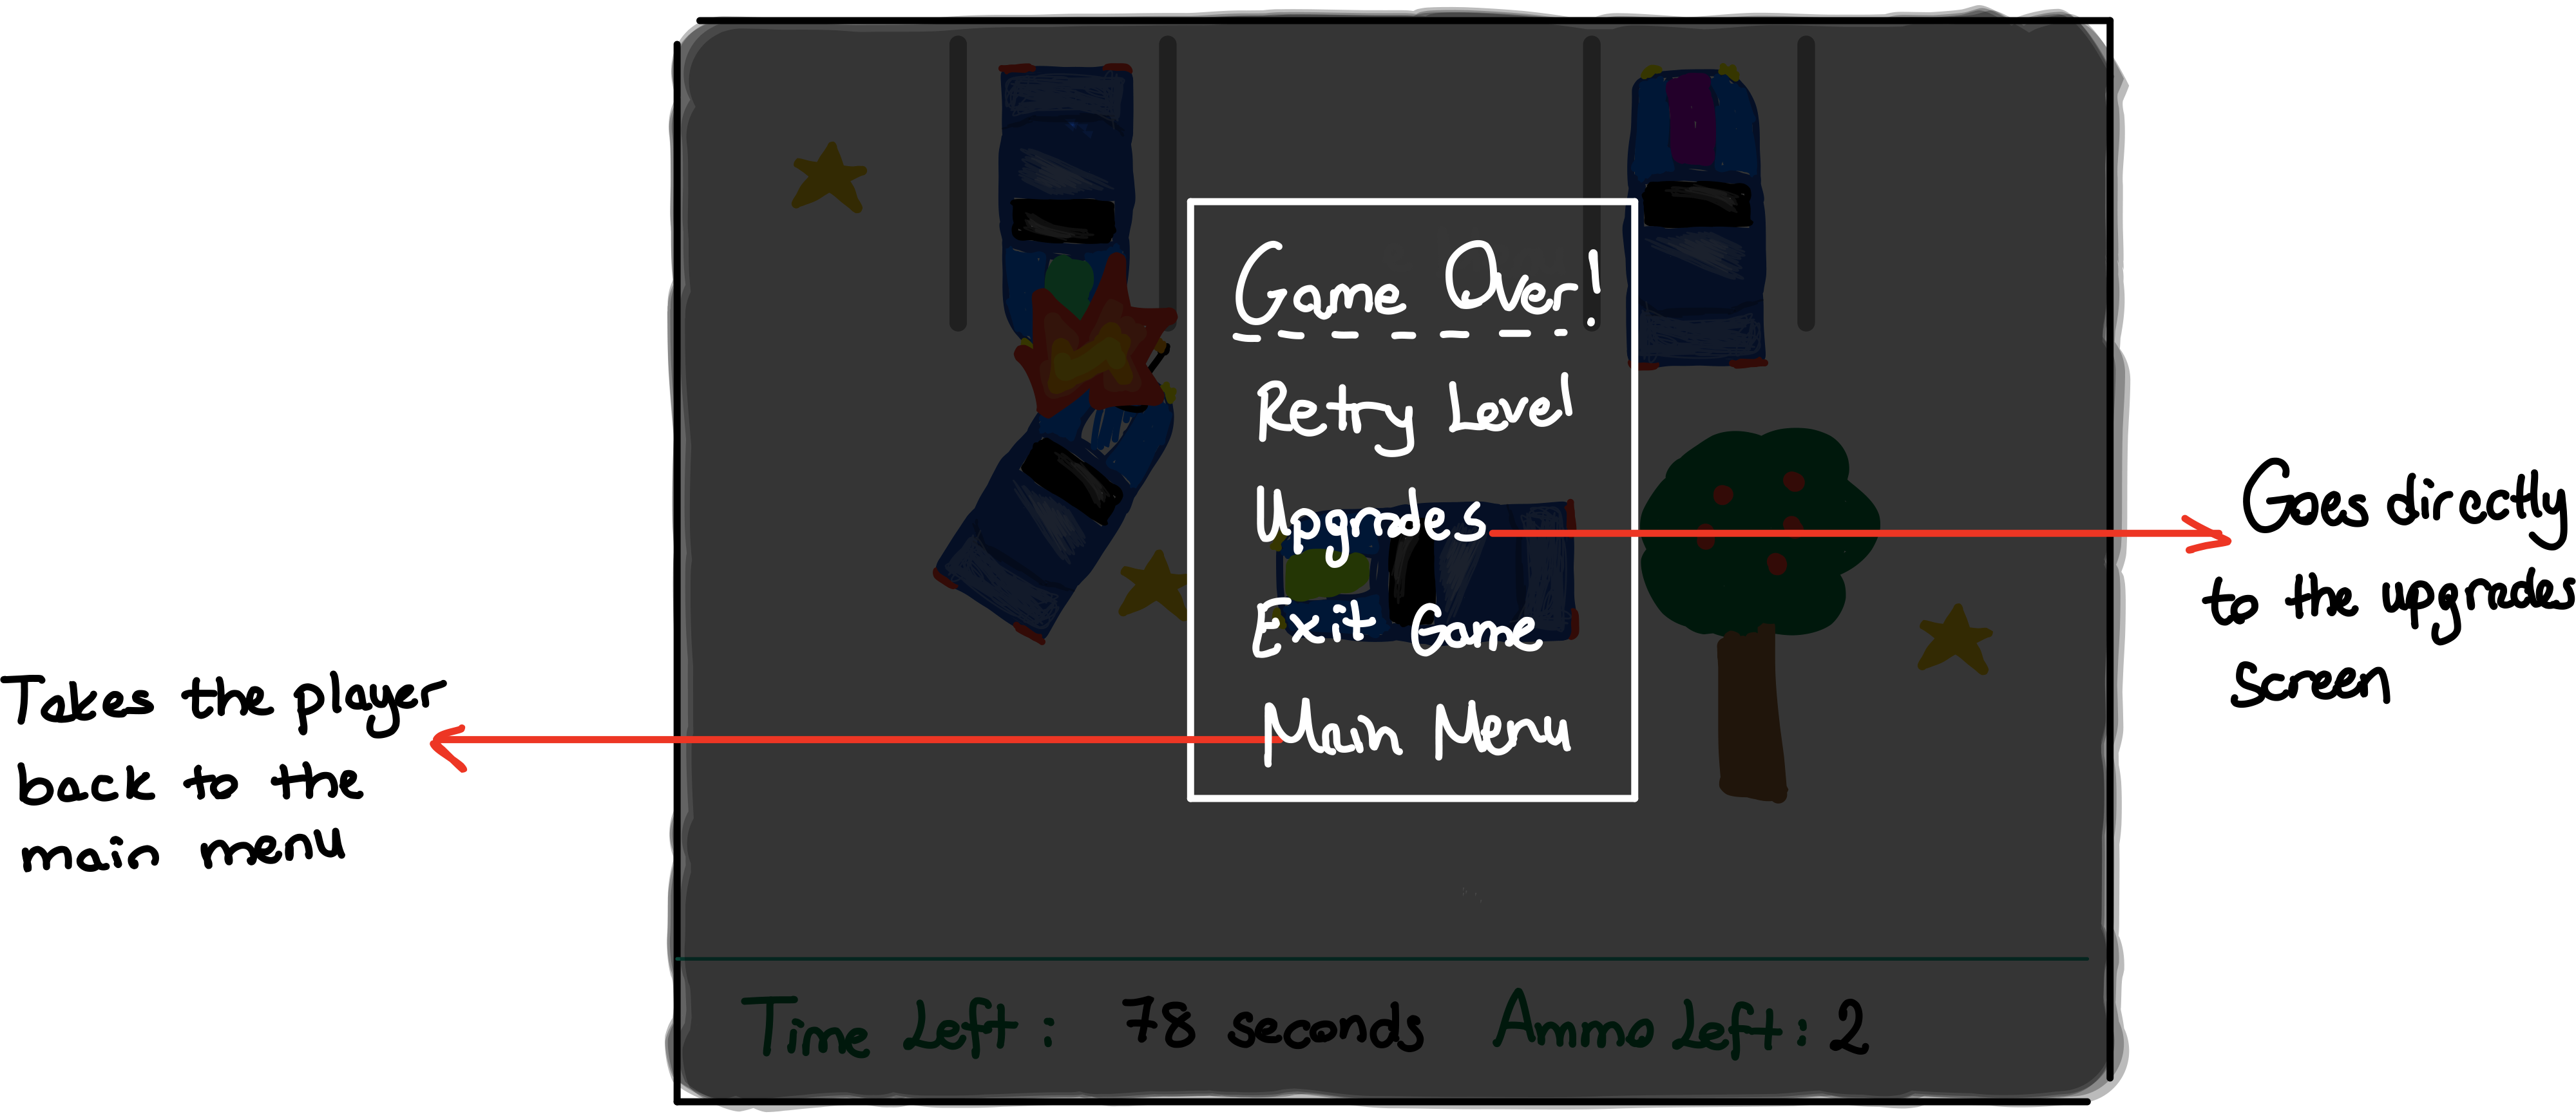 Game Over!
Retry Level
Upgrades
Exit Game
Main Menu
Goes directly
to the upgrades
screen
Takes the player
back to the
main menu
Time Left: 78 seconds Ammo Left: 2